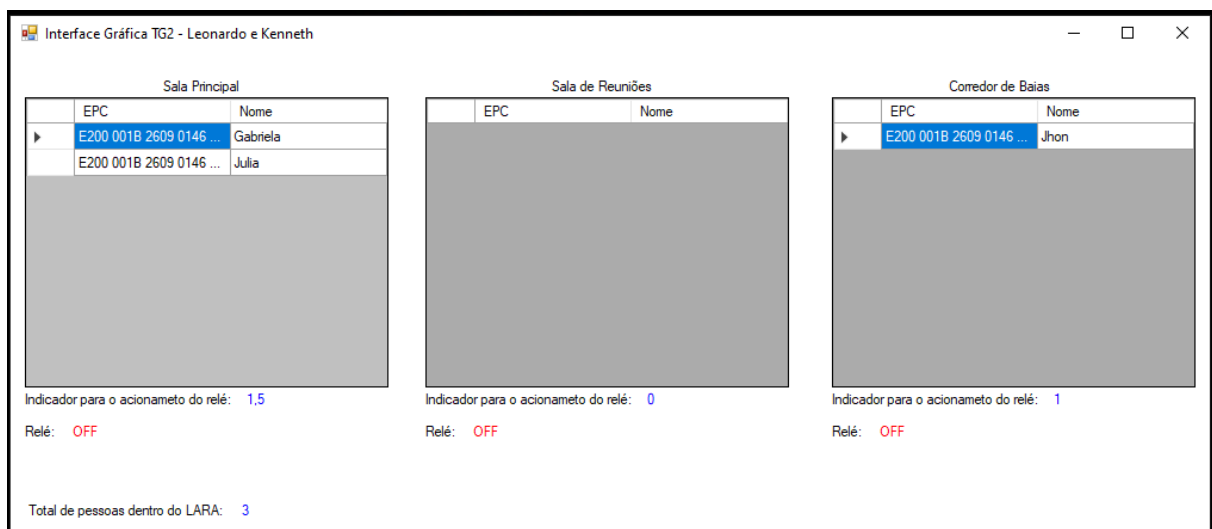 Interface Gráfica TG2 - Leonardo e Kenneth
Sala Principal
EPC Nome
E200 001B 2609 0146 ... Gabriela
E200 001B 2609 0146 ... Julia
Indicador para o acionameto do relé: 1,5
Relé: OFF
Sala de Reuniões
EPC Nome
Indicador para o acionameto do relé: 0
Relé: OFF
Corredor de Baias
EPC Nome
E200 001B 2609 0146 ... Jhon
Indicador para o acionameto do relé: 1
Relé: OFF
Total de pessoas dentro do LARA: 3